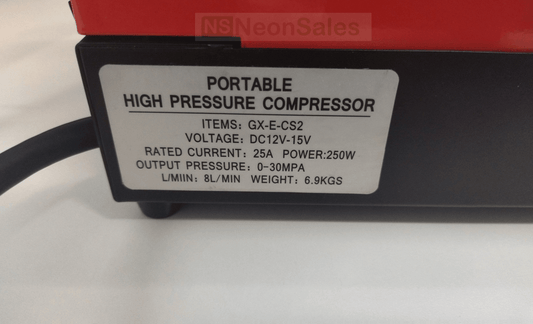 NSNeonSales
PORTABLE
HIGH PRESSURE COMPRESSOR
ITEMS: GX-E-CS2
VOLTAGE: DC12V-15V
RATED CURRENT: 25A POWER:250W
OUTPUT PRESSURE: 0-30MPA
L/MIIN: 8L/MIN WEIGHT: 6.9KGS